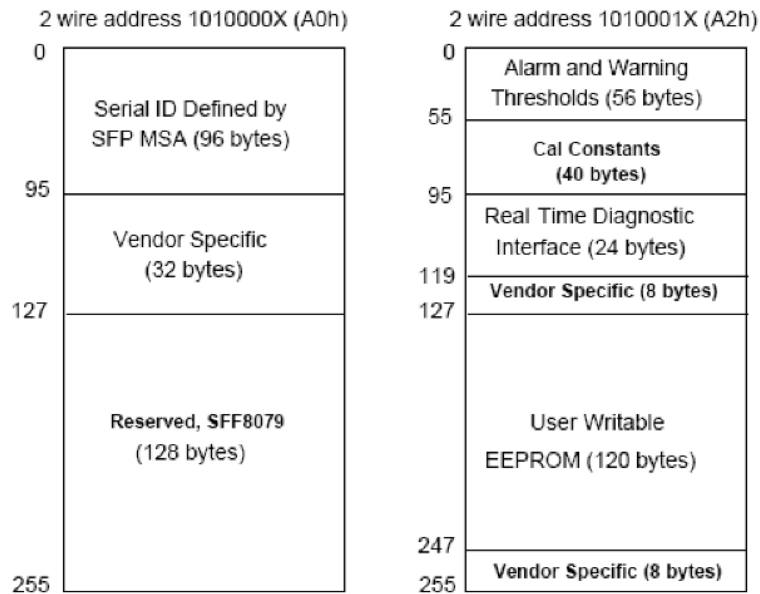 2 wire address 1010000X (A0h)
0
Serial ID Defined by
SFP MSA (96 bytes)
95
Vendor Specific
(32 bytes)
127
Reserved, SFF8079
(128 bytes)
255
2 wire address 1010001X (A2h)
0
Alarm and Warning
Thresholds (56 bytes)
55
Cal Constants
(40 bytes)
95
Real Time Diagnostic
Interface (24 bytes)
119
Vendor Specific (8 bytes)
127
User Writable
EEPROM (120 bytes)
247
Vendor Specific (8 bytes)
255